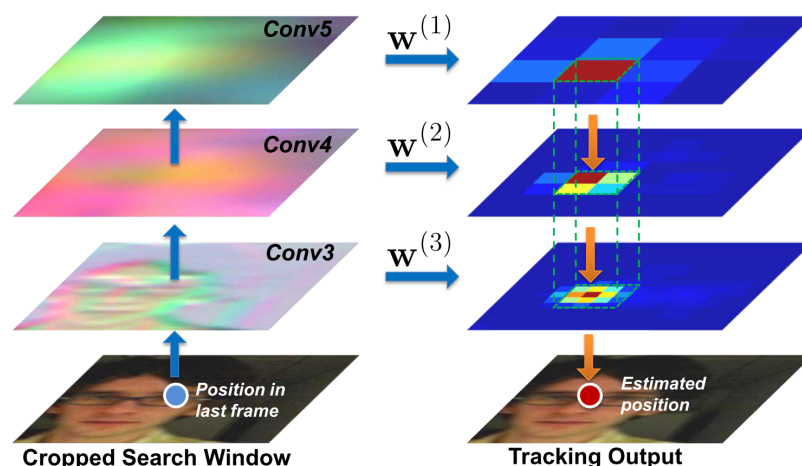 Conv5
w^(1)
Conv4
w^(2)
Conv3
w^(3)
Position in
last frame
Estimated
position
Cropped Search Window
Tracking Output